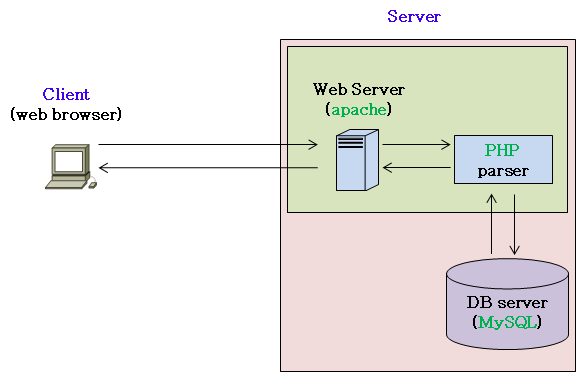 Server
Client
(web browser)
Web Server
(apache)
PHP
parser
DB server
(MySQL)